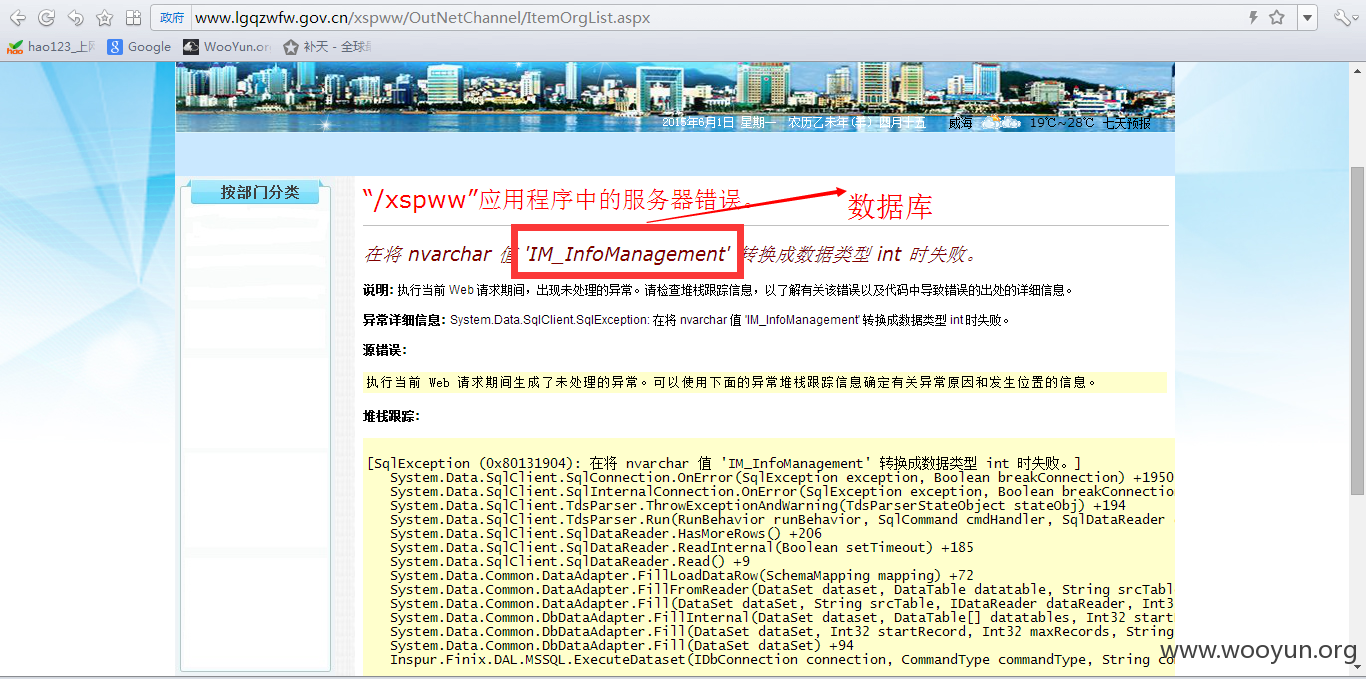 政府 www.lgqzwfw.gov.cn/xspww/OutNetChannel/ItemOrgList.aspx
hao123_上网 Google WooYun.or 补天 - 全球
2015年6月1日 星期一 农历乙未年(羊) 四月十五 威海 19℃~28℃ 七天预报
按部门分类
“/xspww”应用程序中的服务器错误。
数据库
在将 nvarchar 值 'IM_InfoManagement' 转换成数据类型 int 时失败。
说明: 执行当前 Web 请求期间，出现未处理的异常。请检查堆栈跟踪信息，以了解有关该错误以及代码中导致错误的出处的详细信息。
异常详细信息: System.Data.SqlClient.SqlException: 在将 nvarchar 值 'IM_InfoManagement' 转换成数据类型 int 时失败。
源错误:
执行当前 Web 请求期间生成了未处理的异常。可以使用下面的异常堆栈跟踪信息确定有关异常原因和发生位置的信息。
堆栈跟踪:
[SqlException (0x80131904): 在将 nvarchar 值 'IM_InfoManagement' 转换成数据类型 int 时失败。]
System.Data.SqlClient.SqlConnection.OnError(SqlException exception, Boolean breakConnection) +1950
System.Data.SqlClient.SqlInternalConnection.OnError(SqlException exception, Boolean breakConnectio
System.Data.SqlClient.TdsParser.ThrowExceptionAndWarning(TdsParserStateObject stateObj) +194
System.Data.SqlClient.TdsParser.Run(RunBehavior runBehavior, SqlCommand cmdHandler, SqlDataReader
System.Data.SqlClient.SqlDataReader.HasMoreRows() +206
System.Data.SqlClient.SqlDataReader.ReadInternal(Boolean setTimeout) +185
System.Data.SqlClient.SqlDataReader.Read() +9
System.Data.Common.DataAdapter.FillLoadDataRow(SchemaMapping mapping) +72
System.Data.Common.DataAdapter.FillFromReader(DataSet dataset, DataTable datatable, String srcTabl
System.Data.Common.DataAdapter.Fill(DataSet dataSet, String srcTable, IDataReader dataReader, Int3
System.Data.Common.DbDataAdapter.FillInternal(DataSet dataset, DataTable[] datatables, Int32 start
System.Data.Common.DbDataAdapter.Fill(DataSet dataSet, Int32 startRecord, Int32 maxRecords, String
System.Data.Common.DbDataAdapter.Fill(DataSet dataSet) +94
Inspur.Finix.DAL.MSSQL.ExecuteDataset(IDbConnection connection, CommandType commandType, String co
www.wooyun.org